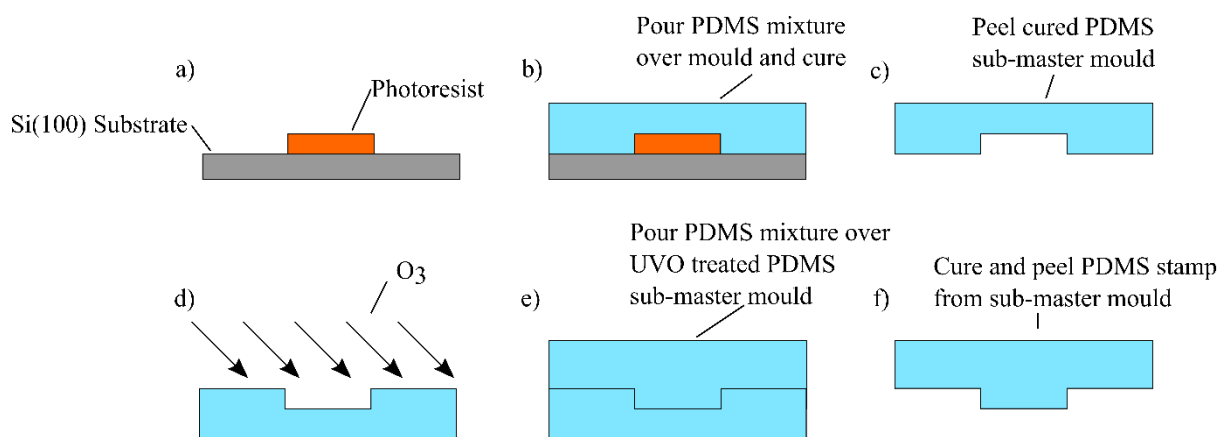 a)
Photoresist
Si(100) Substrate
b)
Pour PDMS mixture
over mould and cure
c)
Peel cured PDMS
sub-master mould
d)
O3
e)
Pour PDMS mixture over
UVO treated PDMS
sub-master mould
f)
Cure and peel PDMS stamp
from sub-master mould